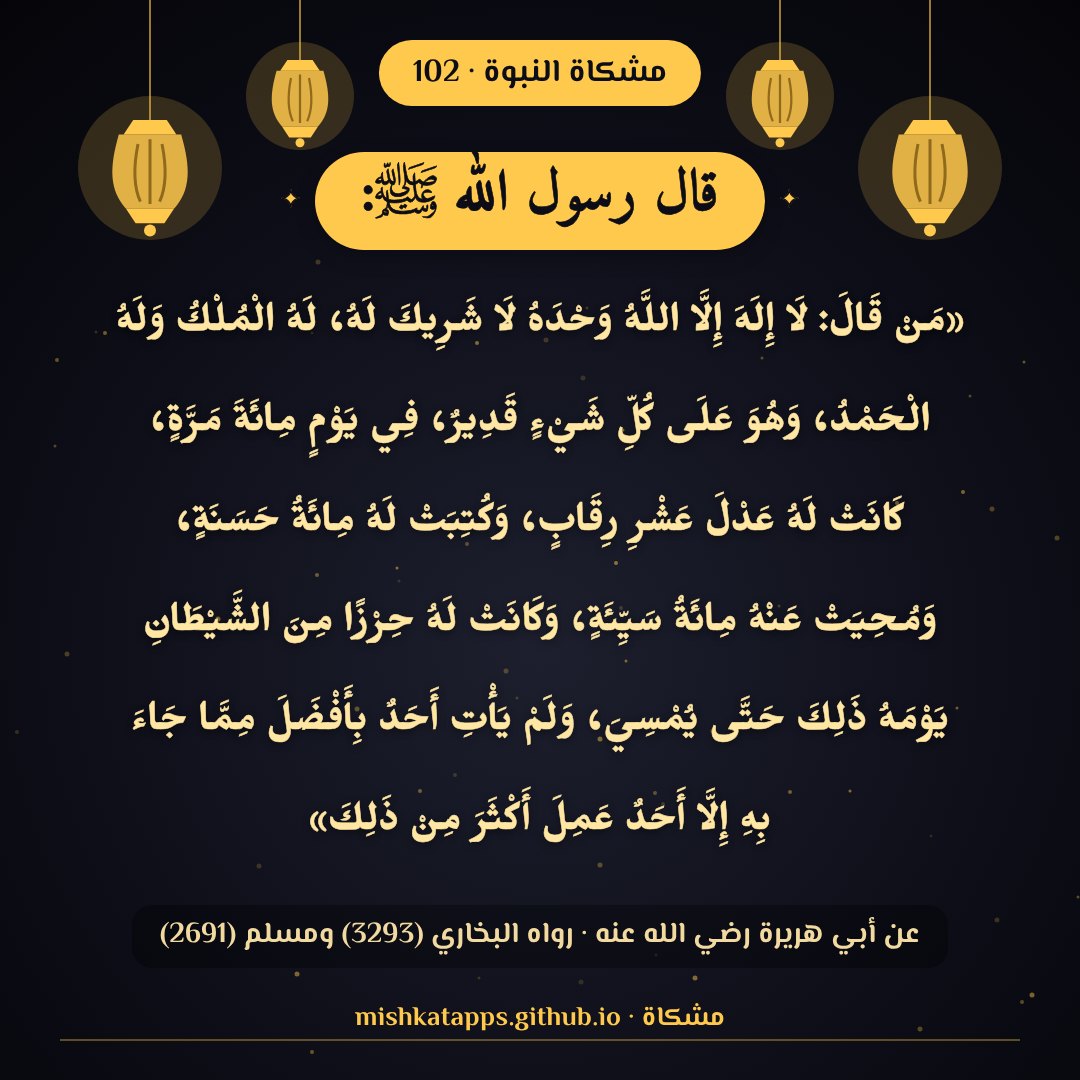 مشكاة النبوة · 102
قال رسول الله ﷺ:
«مَنْ قَالَ: لَا إِلَهَ إِلَّا اللَّهُ وَحْدَهُ لَا شَرِيكَ لَهُ، لَهُ الْمُلْكُ وَلَهُ
الْحَمْدُ، وَهُوَ عَلَى كُلِّ شَيْءٍ قَدِيرٌ، فِي يَوْمٍ مِائَةَ مَرَّةٍ،
كَانَتْ لَهُ عَدْلَ عَشْرِ رِقَابٍ، وَكُتِبَتْ لَهُ مِائَةُ حَسَنَةٍ،
وَمُحِيَتْ عَنْهُ مِائَةُ سَيِّئَةٍ، وَكَانَتْ لَهُ حِرْزًا مِنَ الشَّيْطَانِ
يَوْمَهُ ذَلِكَ حَتَّى يُمْسِيَ، وَلَمْ يَأْتِ أَحَدٌ بِأَفْضَلَ مِمَّا جَاءَ
بِهِ إِلَّا أَحَدٌ عَمِلَ أَكْثَرَ مِنْ ذَلِكَ»
عن أبي هريرة رضي الله عنه · رواه البخاري (3293) ومسلم (2691)
مشكاة · mishkatapps.github.io